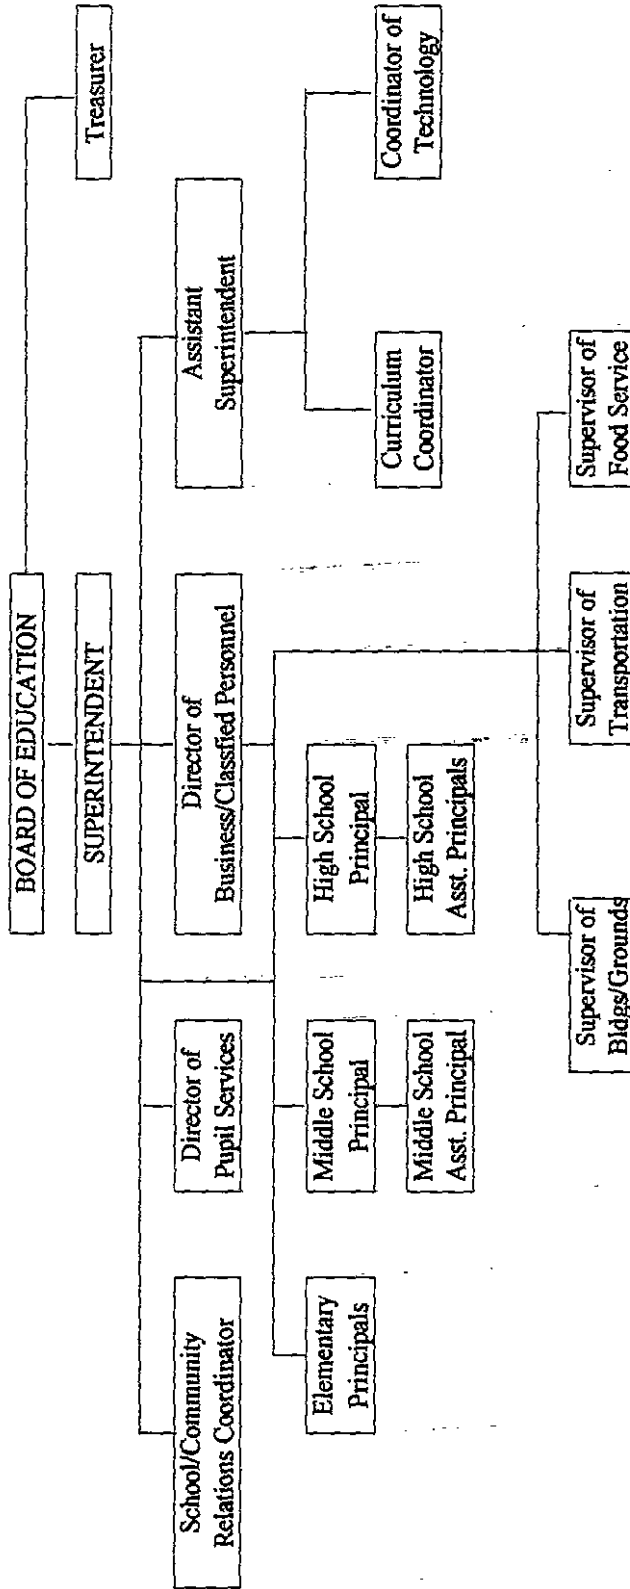 BOARD OF EDUCATION
Treasurer
SUPERINTENDENT
School/Community
Relations Coordinator
Director of
Pupil Services
Director of
Business/Classfied Personnel
Assistant
Superintendent
Elementary
Principals
Middle School
Principal
High School
Principal
Curriculum
Coordinator
Coordinator of
Technology
Middle School
Asst. Principal
High School
Asst. Principals
Supervisor of
Bldgs/Grounds
Supervisor of
Transportation
Supervisor of
Food Service